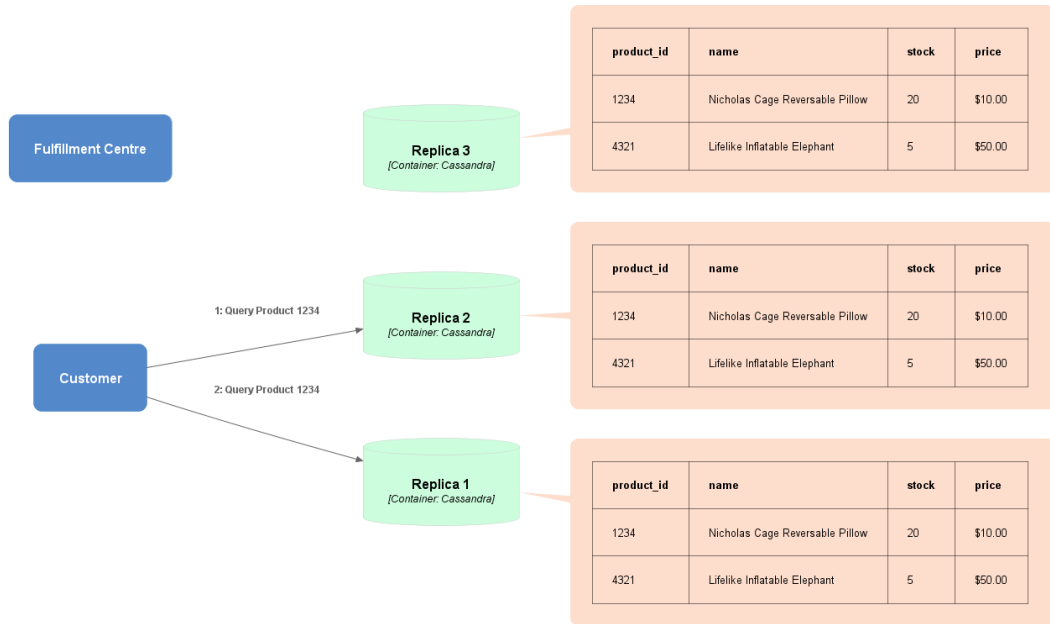 product_id name stock price
1234 Nicholas Cage Reversable Pillow 20 $10.00
4321 Lifelike Inflatable Elephant 5 $50.00
Fulfillment Centre
Replica 3
[Container: Cassandra]
product_id name stock price
1234 Nicholas Cage Reversable Pillow 20 $10.00
4321 Lifelike Inflatable Elephant 5 $50.00
1: Query Product 1234
Replica 2
[Container: Cassandra]
Customer
2: Query Product 1234
product_id name stock price
1234 Nicholas Cage Reversable Pillow 20 $10.00
4321 Lifelike Inflatable Elephant 5 $50.00
Replica 1
[Container: Cassandra]